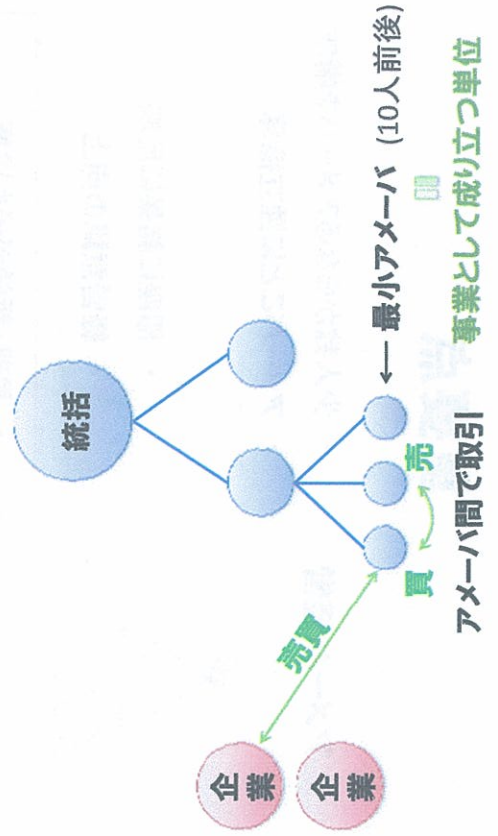 統括
企業
企業
売買
買
売
← 最小アメーバ (10人前後)
事業として成り立つ単位
アメーバ間で取引